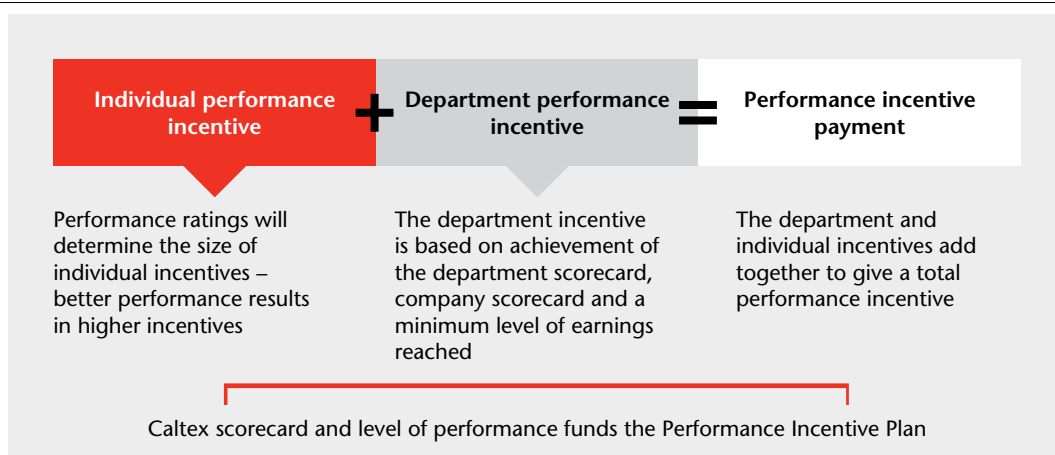 Individual performance
incentive
+
Department performance
incentive
=
Performance incentive
payment
Performance ratings will
determine the size of
individual incentives –
better performance results
in higher incentives
The department incentive
is based on achievement of
the department scorecard,
company scorecard and a
minimum level of earnings
reached
The department and
individual incentives add
together to give a total
performance incentive
Caltex scorecard and level of performance funds the Performance Incentive Plan